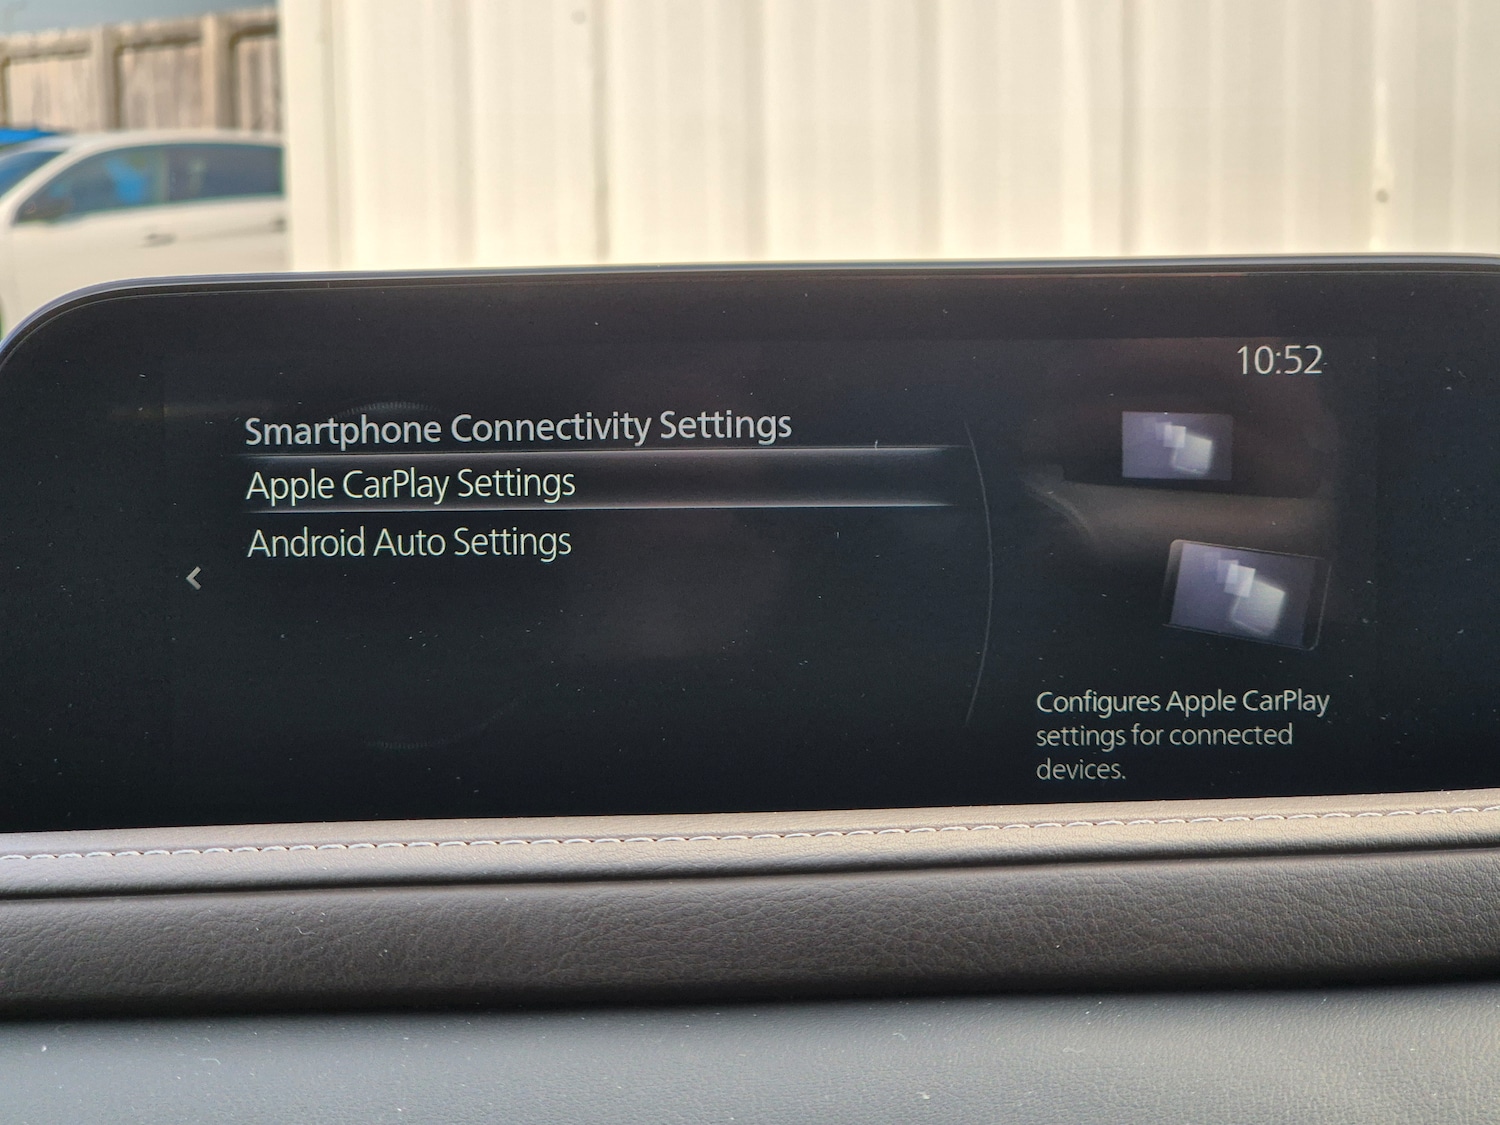 10:52
Smartphone Connectivity Settings
Apple CarPlay Settings
Android Auto Settings
Configures Apple CarPlay
settings for connected
devices.